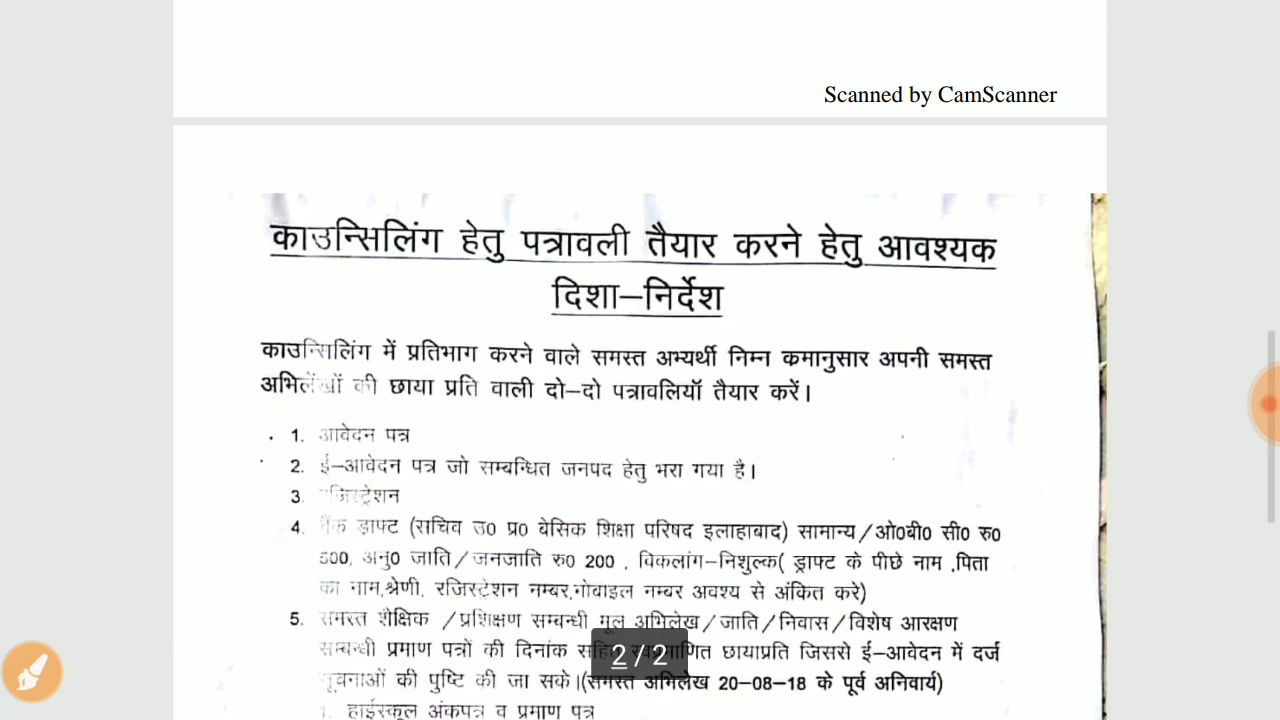 Scanned by CamScanner
काउन्सिलिंग हेतु पत्रावली तैयार करने हेतु आवश्यक
दिशा–निर्देश
काउन्सिलिंग में प्रतिभाग करने वाले समस्त अभ्यर्थी निम्न कमानुसार अपनी समस्त
अभिलेखों की छाया प्रति वाली दो–दो पत्रावलियॉ तैयार करें।
1. आवेदन पत्र
2. ई–आवेदन पत्र जो सम्बन्धित जनपद हेतु भरा गया है।
3. रजिस्ट्रेशन
4. बैंक ड्राफ्ट (सचिव उ0 प्र0 बेसिक शिक्षा परिषद इलाहाबाद) सामान्य/ओ0बी0 सी0 रु0
500, अनु0 जाति/जनजाति रु0 200 , विकलांग–निशुल्क( ड्राफ्ट के पीछे नाम ,पिता
का नाम,श्रेणी, रजिस्ट्रेशन नम्बर,मोबाइल नम्बर अवश्य से अंकित करे)
5. समस्त शैक्षिक /प्रशिक्षण सम्बन्धी मूल अभिलेख/जाति/निवास/विशेष आरक्षण
सम्बन्धी प्रमाण पत्रों की दिनांक सहित छायाप्रति जिससे ई–आवेदन में दर्ज
2 / 2
सूचनाओं की पुष्टि की जा सके।(समस्त अभिलेख 20–08–18 के पूर्व अनिवार्य)
1. हाईस्कूल अंकपत्र व प्रमाण पत्र